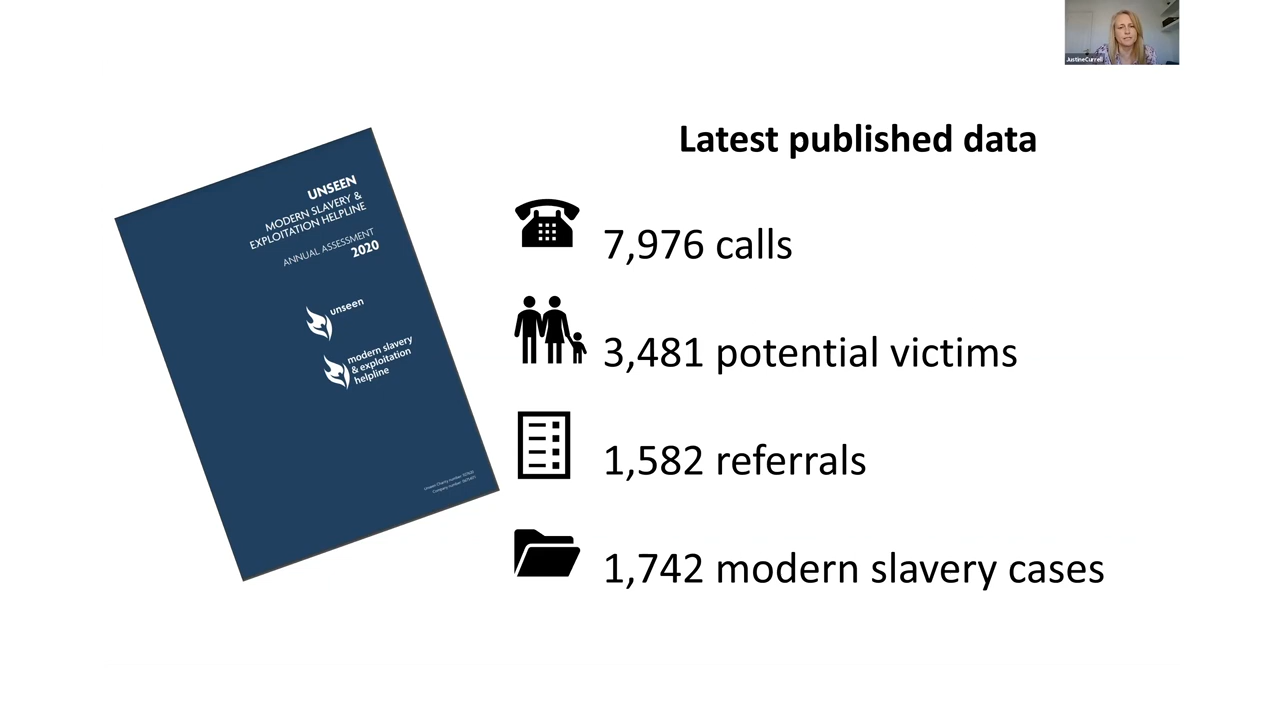 JustineCurrell
Latest published data
UNSEEN
MODERN SLAVERY &
EXPLOITATION HELPLINE
ANNUAL ASSESSMENT
2020
unseen
modern slavery
& exploitation
helpline
7,976 calls
3,481 potential victims
1,582 referrals
1,742 modern slavery cases